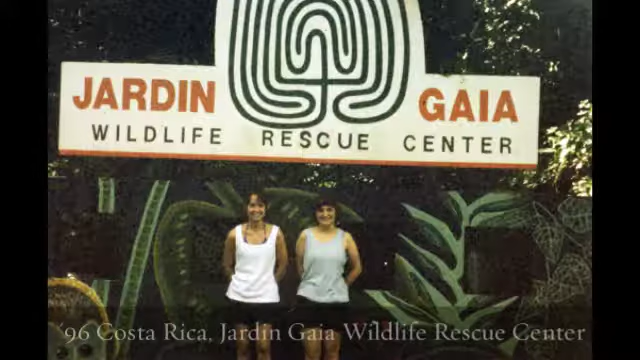 JARDIN GAIA
WILDLIFE RESCUE CENTER
'96 Costa Rica, Jardin Gaia Wildlife Rescue Center